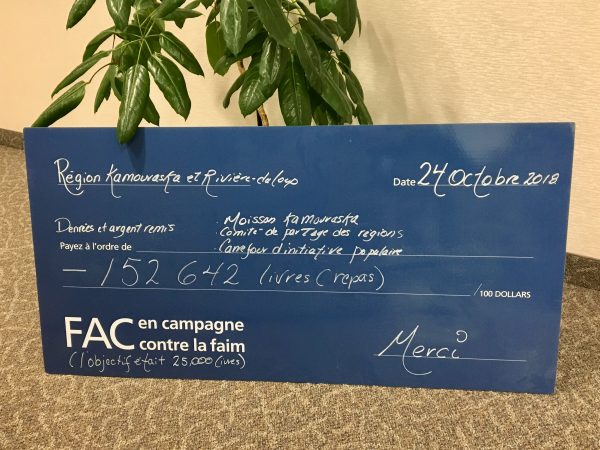 Région Kamouraska et Rivière-du-loup
Date 24 Octobre 2018
Denrées et argent remis
Moisson Kamouraska
Comité de partage des régions
Payez à l'ordre de Carrefour d'initiative populaire
— 152 642 livres (repas)
/100 DOLLARS
FAC en campagne
contre la faim
(l'objectif était 25,000 livres)
Merci